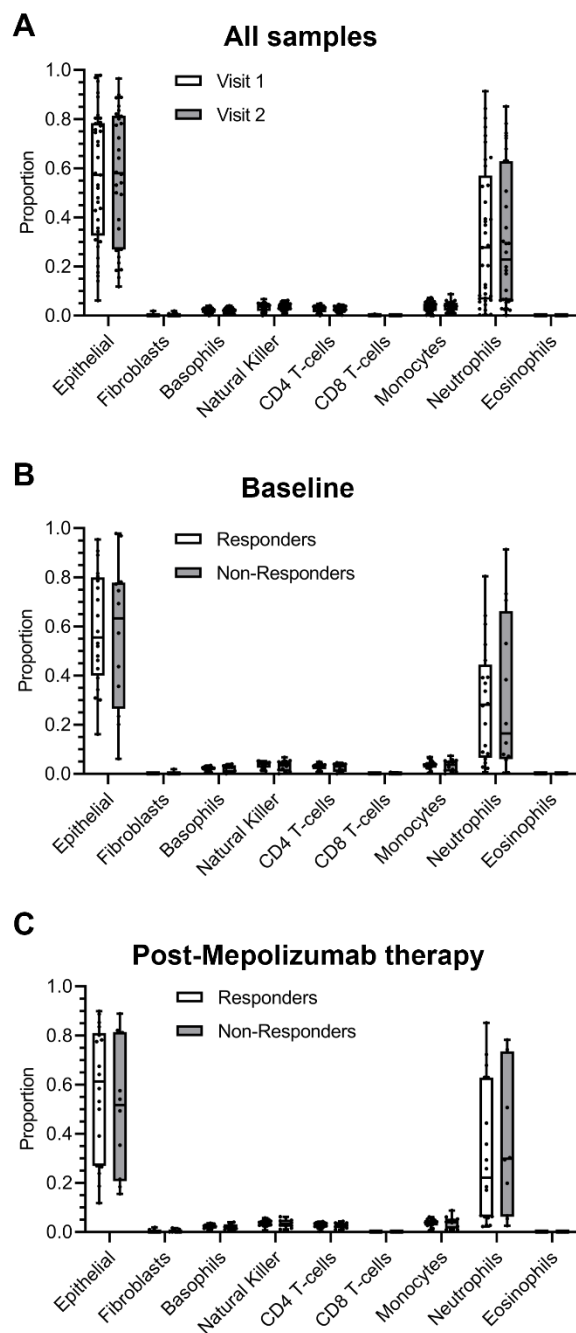 A
All samples
Visit 1
Visit 2
Proportion
1.0
0.8
0.6
0.4
0.2
0.0
Epithelial
Fibroblasts
Basophils
Natural Killer
CD4 T-cells
CD8 T-cells
Monocytes
Neutrophils
Eosinophils
B
Baseline
Responders
Non-Responders
Proportion
1.0
0.8
0.6
0.4
0.2
0.0
Epithelial
Fibroblasts
Basophils
Natural Killer
CD4 T-cells
CD8 T-cells
Monocytes
Neutrophils
Eosinophils
C
Post-Mepolizumab therapy
Responders
Non-Responders
Proportion
1.0
0.8
0.6
0.4
0.2
0.0
Epithelial
Fibroblasts
Basophils
Natural Killer
CD4 T-cells
CD8 T-cells
Monocytes
Neutrophils
Eosinophils